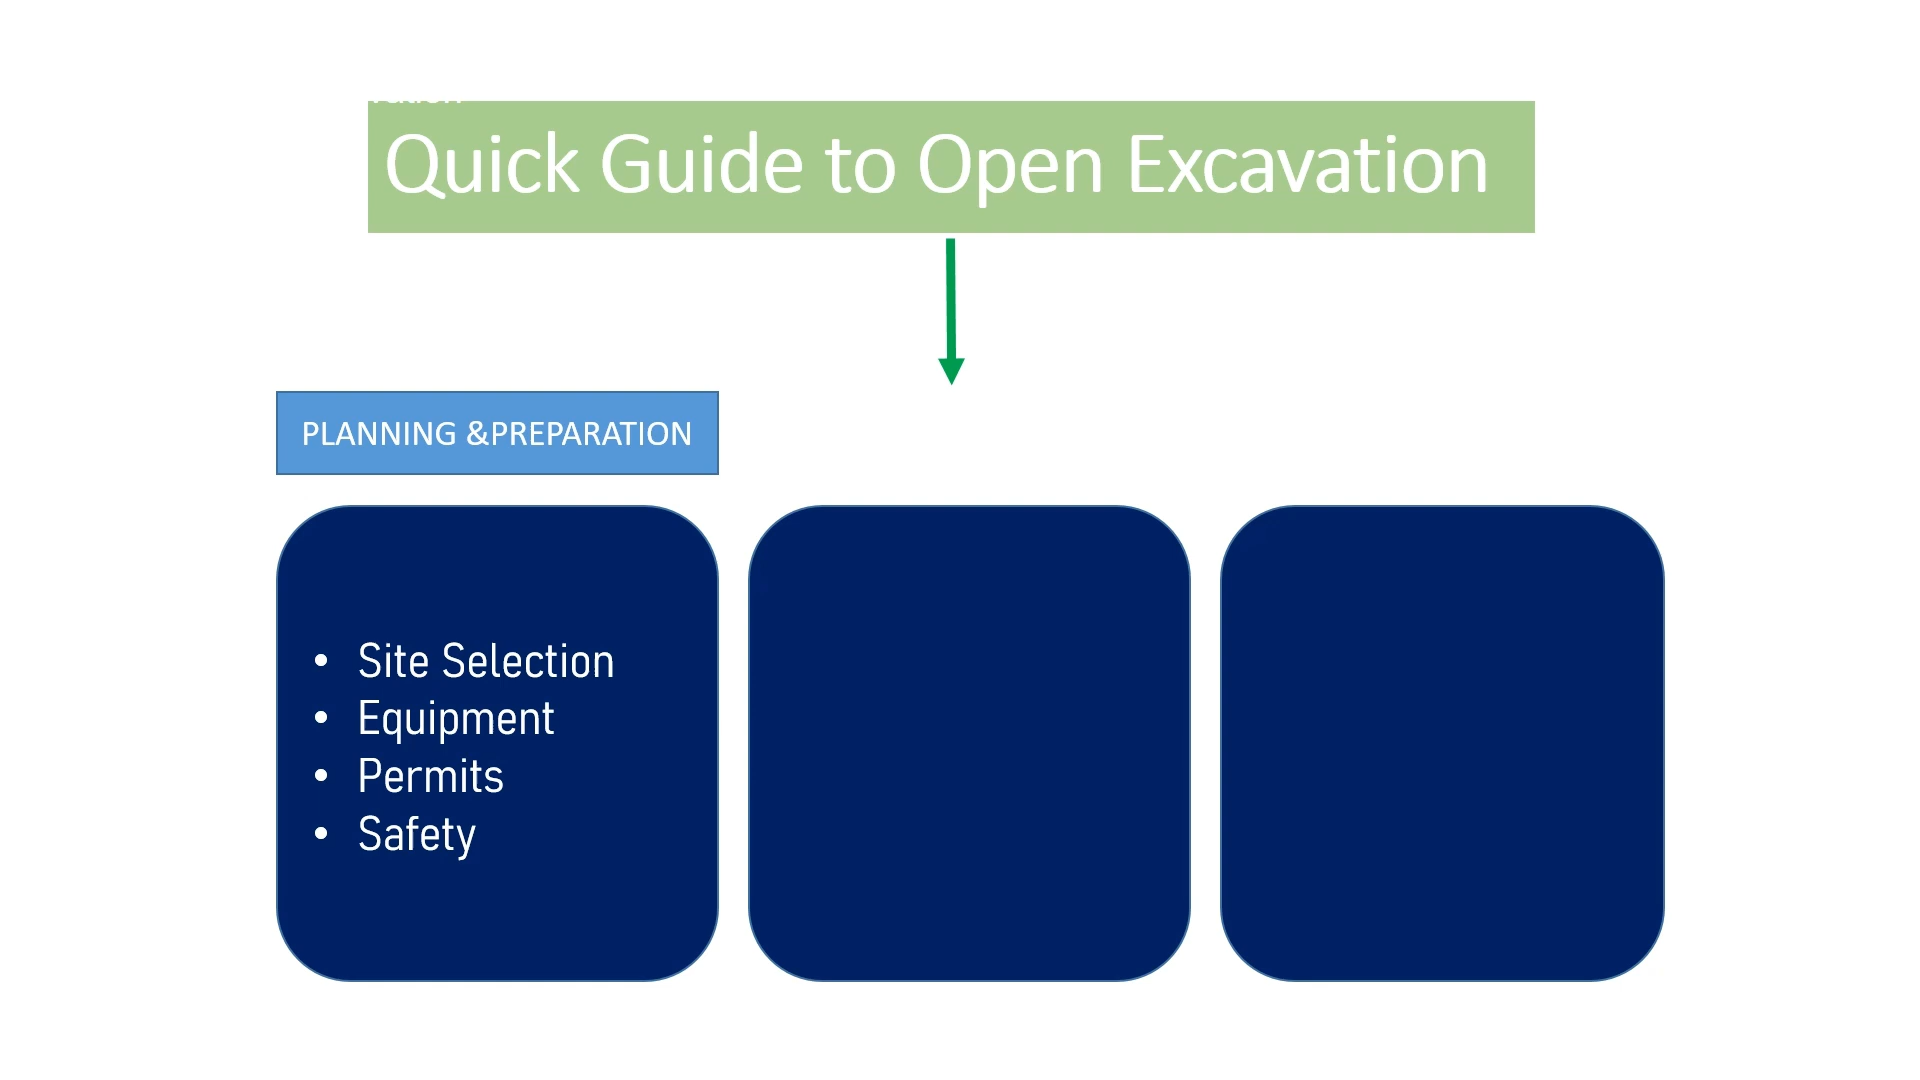 Quick Guide to Open Excavation
PLANNING &PREPARATION
• Site Selection
• Equipment
• Permits
• Safety